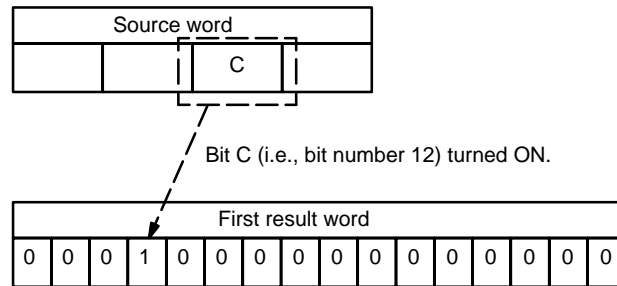 Source word
C
Bit C (i.e., bit number 12) turned ON.
First result word
0 0 0 1 0 0 0 0 0 0 0 0 0 0 0 0